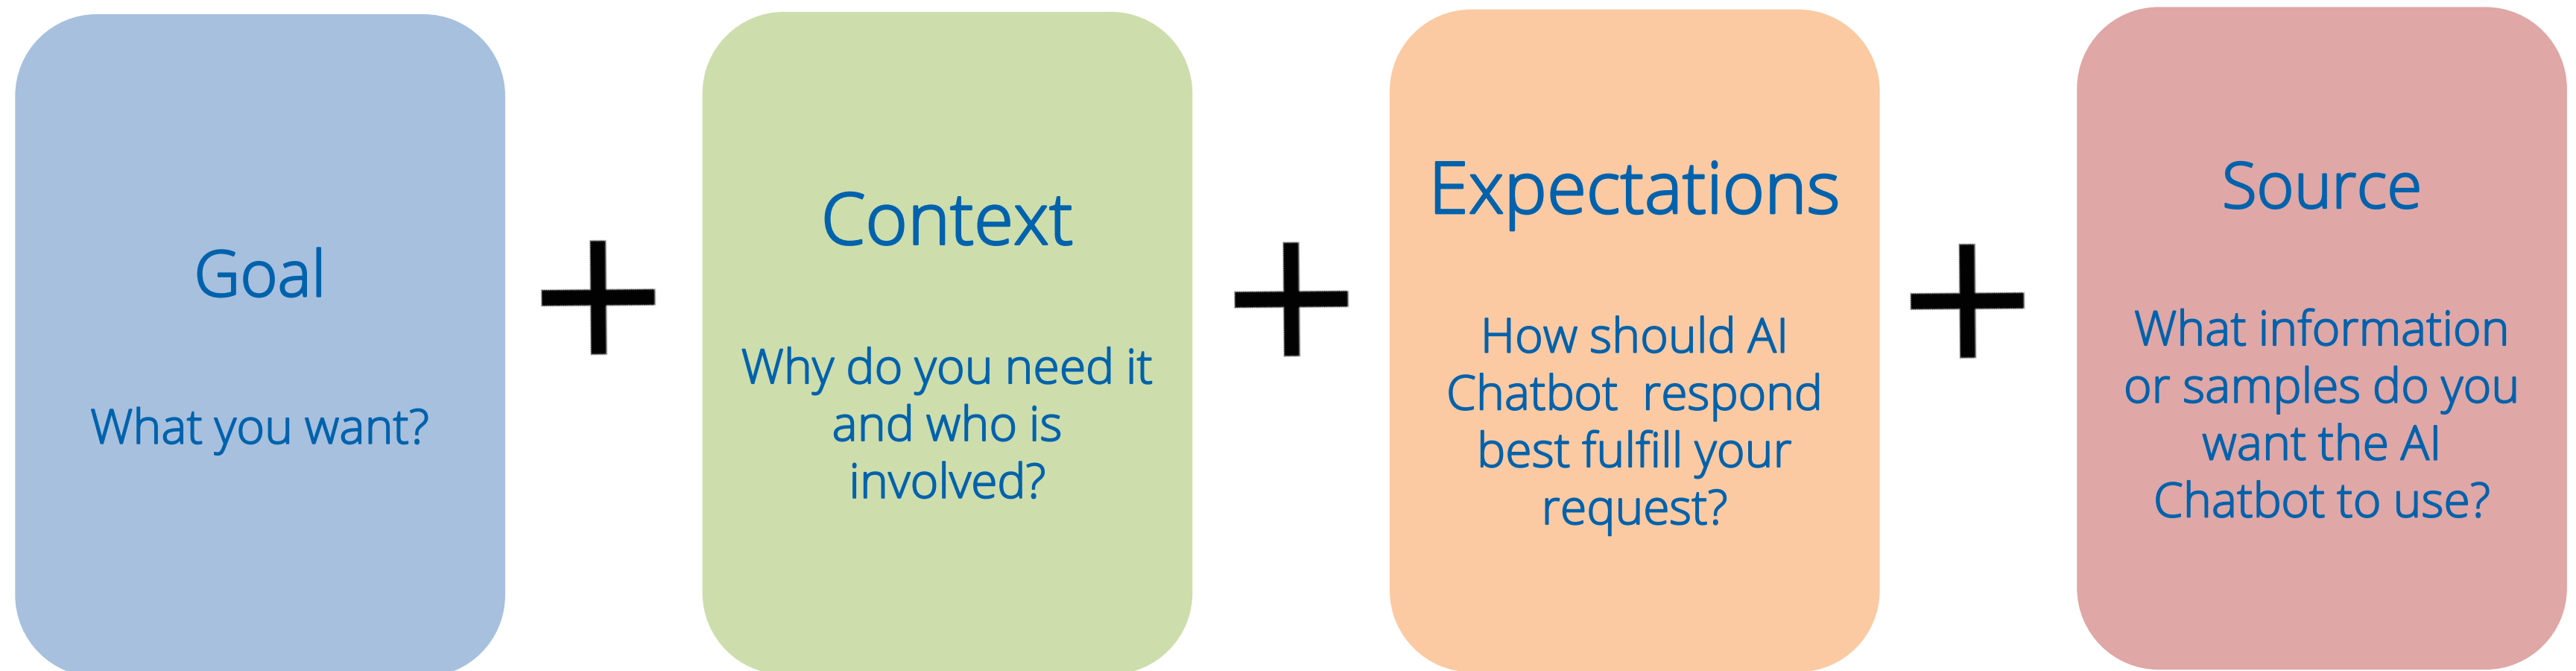 Goal
What you want?
Context
Why do you need it
and who is
involved?
Expectations
How should AI
Chatbot  respond
best fulfill your
request?
Source
What information
or samples do you
want the AI
Chatbot to use?